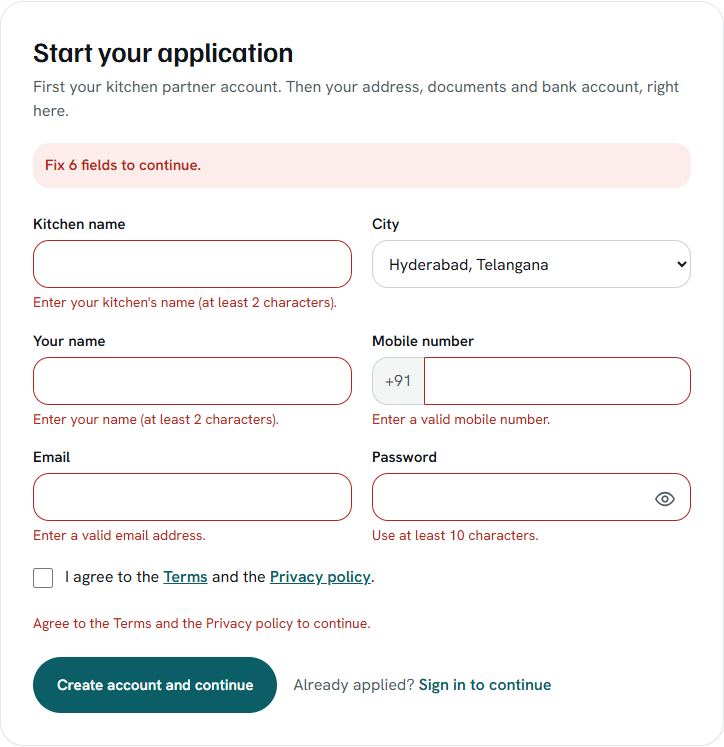 Start your application
First your kitchen partner account. Then your address, documents and bank account, right
here.
Fix 6 fields to continue.
Kitchen name
City
Hyderabad, Telangana
Enter your kitchen's name (at least 2 characters).
Your name
Mobile number
+91
Enter your name (at least 2 characters).
Enter a valid mobile number.
Email
Password
Enter a valid email address.
Use at least 10 characters.
I agree to the Terms and the Privacy policy.
Agree to the Terms and the Privacy policy to continue.
Create account and continue
Already applied? Sign in to continue